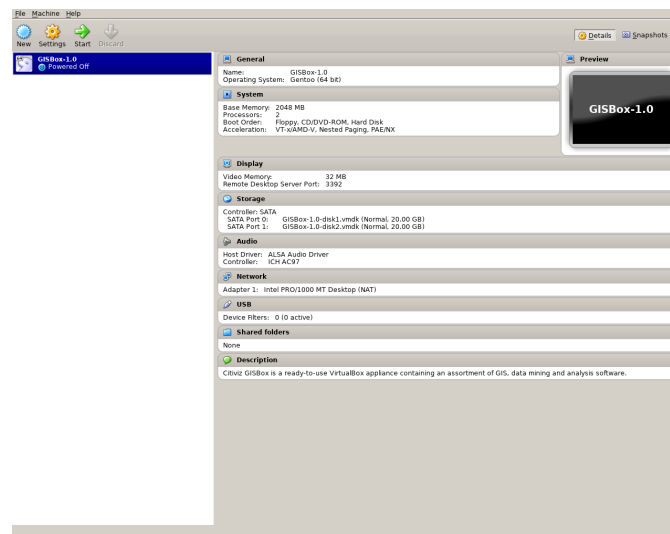 File Machine Help
New Settings Start Discard
Details Snapshots
GISBox-1.0
Powered Off
General
Name: GISBox-1.0
Operating System: Gentoo (64 bit)
System
Base Memory: 2048 MB
Processors: 2
Boot Order: Floppy, CD/DVD-ROM, Hard Disk
Acceleration: VT-x/AMD-V, Nested Paging, PAE/NX
Preview
GISBox-1.0
Display
Video Memory: 32 MB
Remote Desktop Server Port: 3392
Storage
Controller: SATA
SATA Port 0: GISBox-1.0-disk1.vmdk (Normal, 20.00 GB)
SATA Port 1: GISBox-1.0-disk2.vmdk (Normal, 20.00 GB)
Audio
Host Driver: ALSA Audio Driver
Controller: ICH AC97
Network
Adapter 1: Intel PRO/1000 MT Desktop (NAT)
USB
Device Filters: 0 (0 active)
Shared folders
None
Description
Citiviz GISBox is a ready-to-use VirtualBox appliance containing an assortment of GIS, data mining and analysis software.